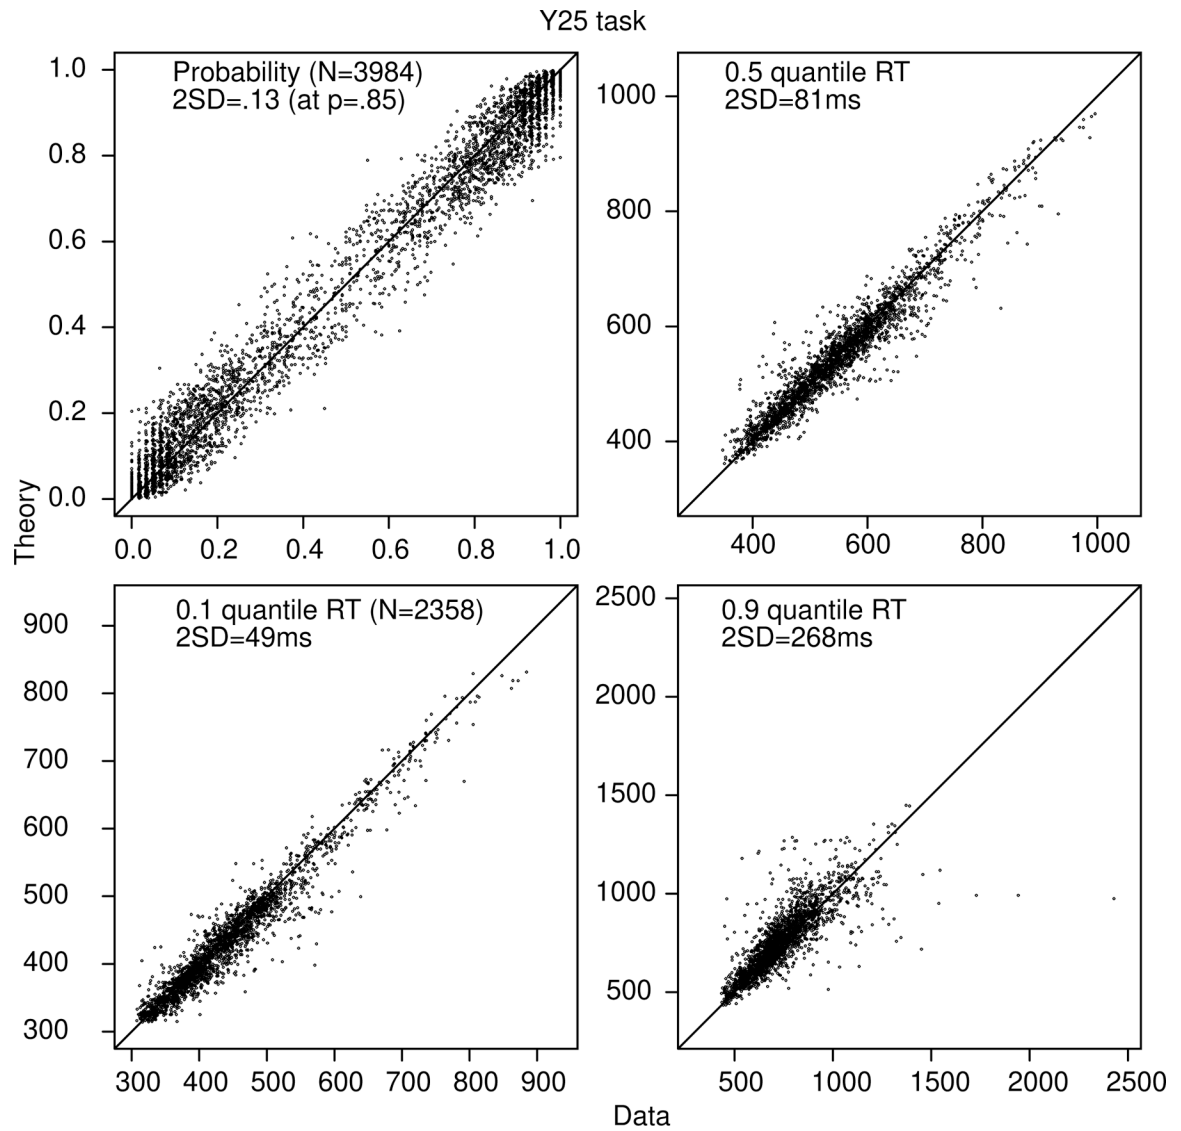 Y25 task
Probability (N=3984)
2SD=.13 (at p=.85)
1.0
0.8
0.6
0.4
0.2
0.0
0.0 0.2 0.4 0.6 0.8 1.0
0.5 quantile RT
2SD=81ms
1000
800
600
400
400 600 800 1000
Theory
0.1 quantile RT (N=2358)
2SD=49ms
900
800
700
600
500
400
300
300 400 500 600 700 800 900
0.9 quantile RT
2SD=268ms
2500
2000
1500
1000
500
500 1000 1500 2000 2500
Data